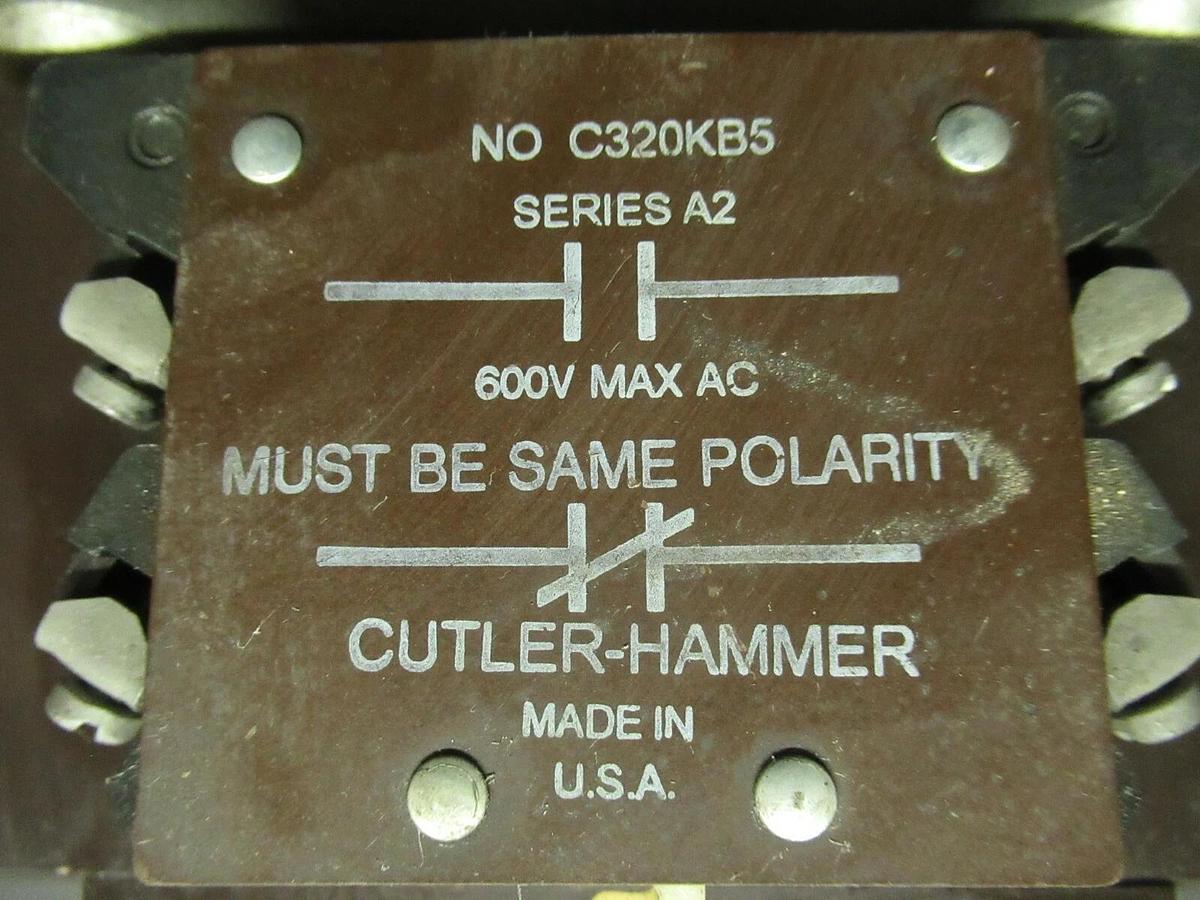 NO C320KB5
SERIES A2
600V MAX AC
MUST BE SAME POLARITY
CUTLER-HAMMER
MADE IN
U.S.A.